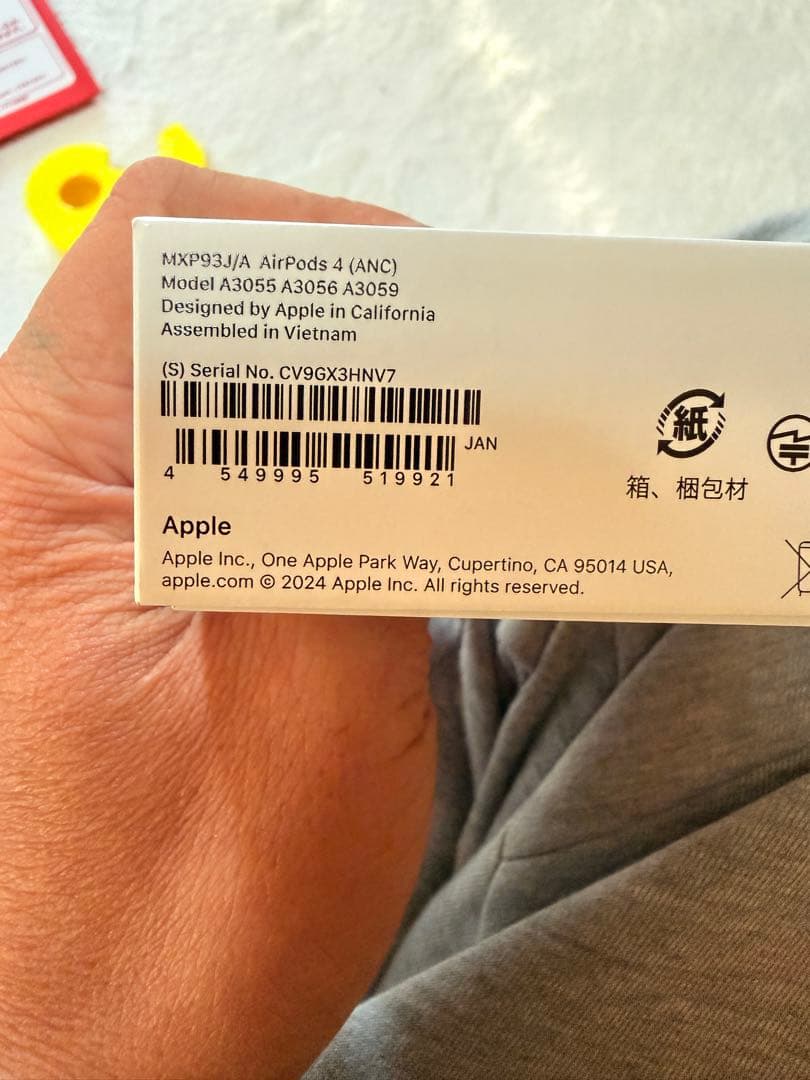 MXP93J/A AirPods 4 (ANC)
Model A3055 A3056 A3059
Designed by Apple in California
Assembled in Vietnam
(S) Serial No. CV9GX3HNV7
JAN
4 549995 519921
紙
箱、梱包材
Apple
Apple Inc., One Apple Park Way, Cupertino, CA 95014 USA,
apple.com © 2024 Apple Inc. All rights reserved.